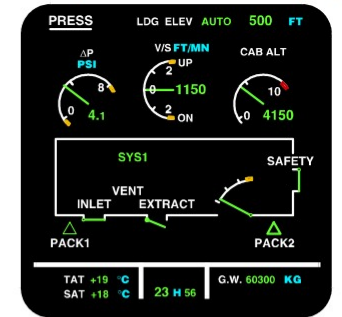 PRESS LDG ELEV AUTO 500 FT
ΔP PSI
8
0
4.1
V/S FT/MN
UP
2
1150
2
ON
CAB ALT
10
0
4150
SYS1
SAFETY
VENT
INLET EXTRACT
PACK1 PACK2
TAT +19 °C
SAT +18 °C
23 H 56
G.W. 60300 KG